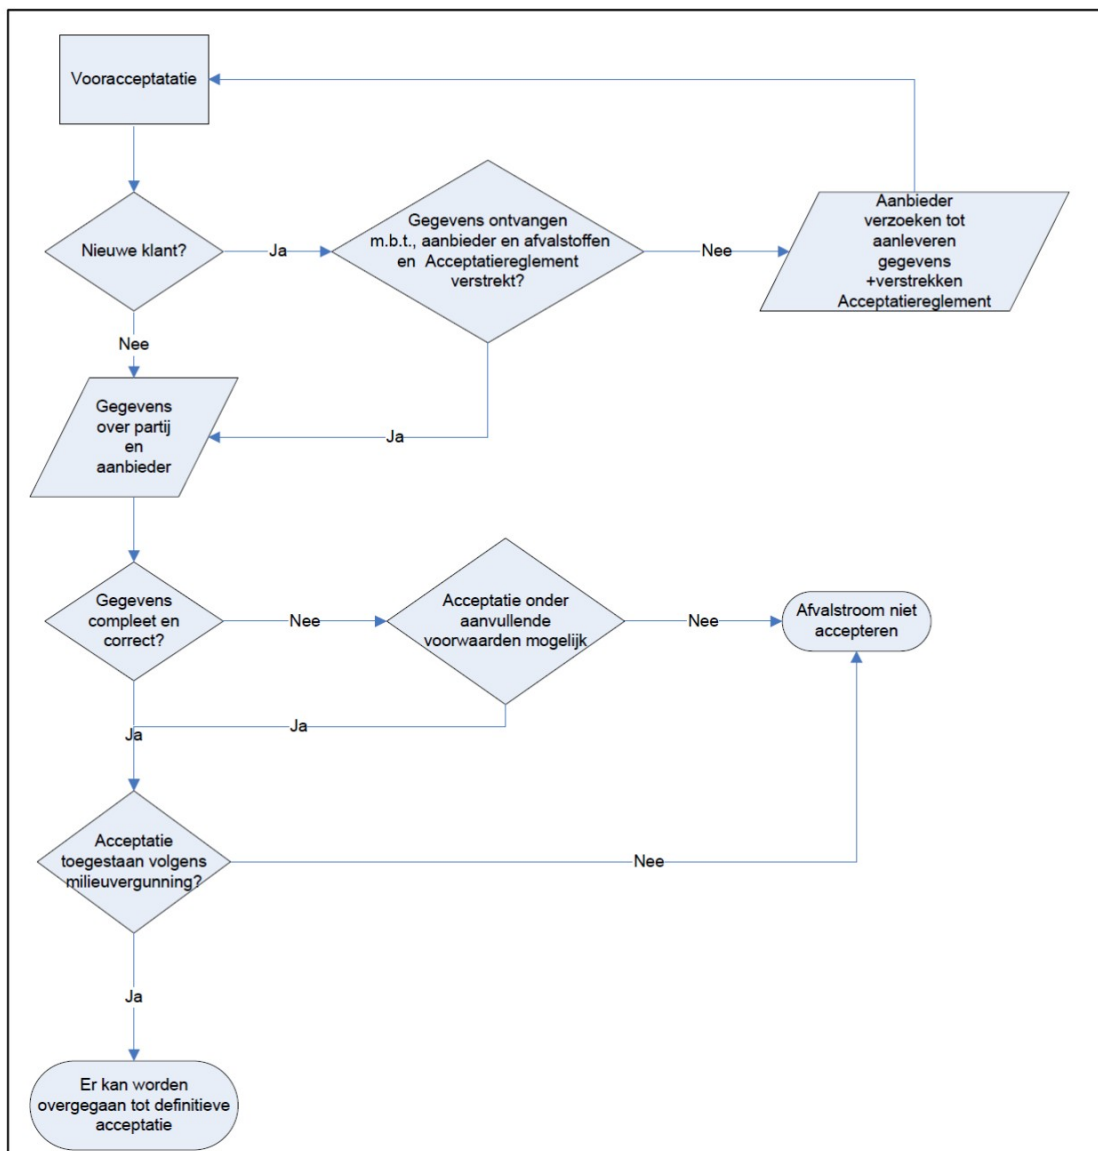 Vooracceptatatie
Nieuwe klant?
Ja
Gegevens ontvangen
m.b.t., aanbieder en afvalstoffen
en Acceptatiereglement
verstrekt?
Nee
Aanbieder
verzoeken tot
aanleveren
gegevens
+verstrekken
Acceptatiereglement
Nee
Gegevens
over partij
en
aanbieder
Ja
Gegevens
compleet en
correct?
Nee
Acceptatie onder
aanvullende
voorwaarden mogelijk
Nee
Afvalstroom niet
accepteren
Ja
Ja
Acceptatie
toegestaan volgens
milieuvergunning?
Nee
Ja
Er kan worden
overgegaan tot definitieve
acceptatie